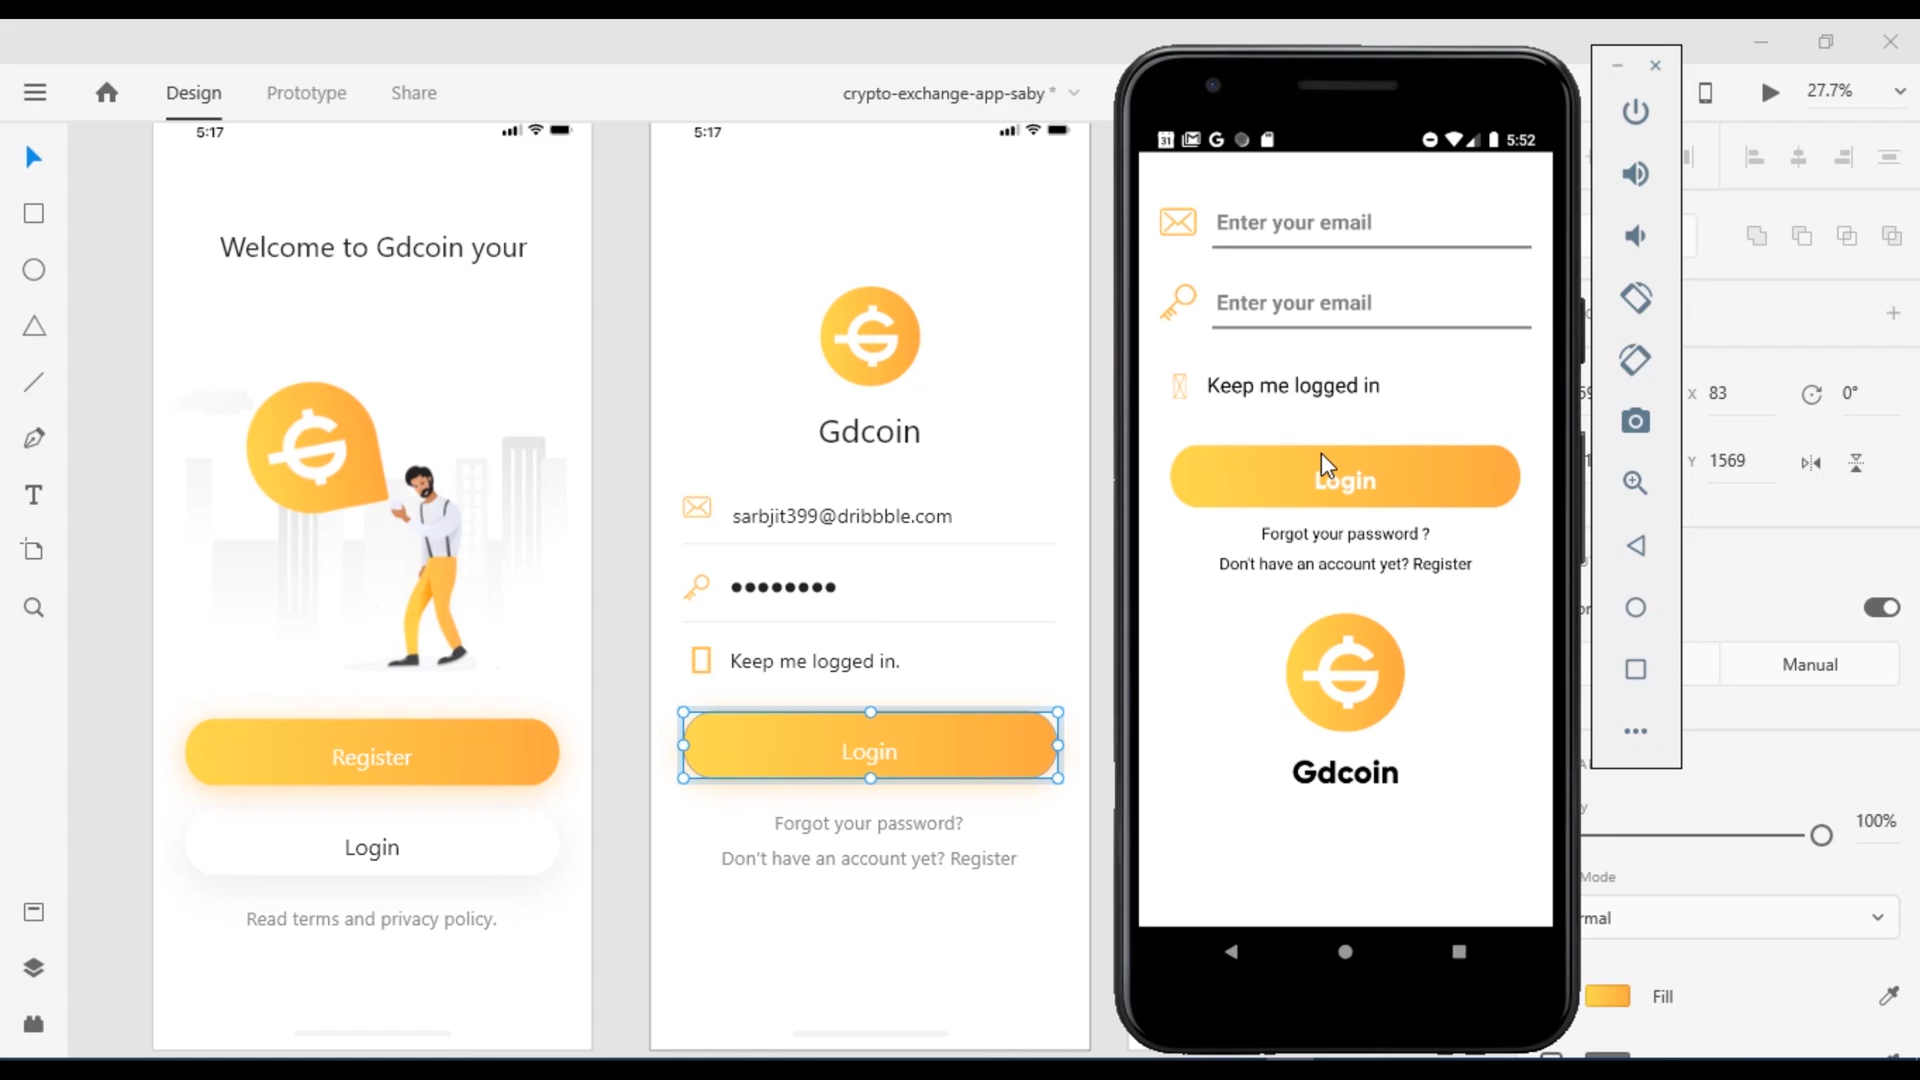 Design
Prototype
Share
crypto-exchange-app-saby *
27.7%
5:17
Welcome to Gdcoin your
Register
Login
Read terms and privacy policy.
5:17
Gdcoin
sarbjit399@dribbble.com
Keep me logged in.
Login
Forgot your password?
Don't have an account yet? Register
31
G
5:52
Enter your email
Enter your email
Keep me logged in
Login
Forgot your password ?
Don't have an account yet? Register
Gdcoin
X 83
0°
Y 1569
Manual
100%
Mode
rmal
Fill